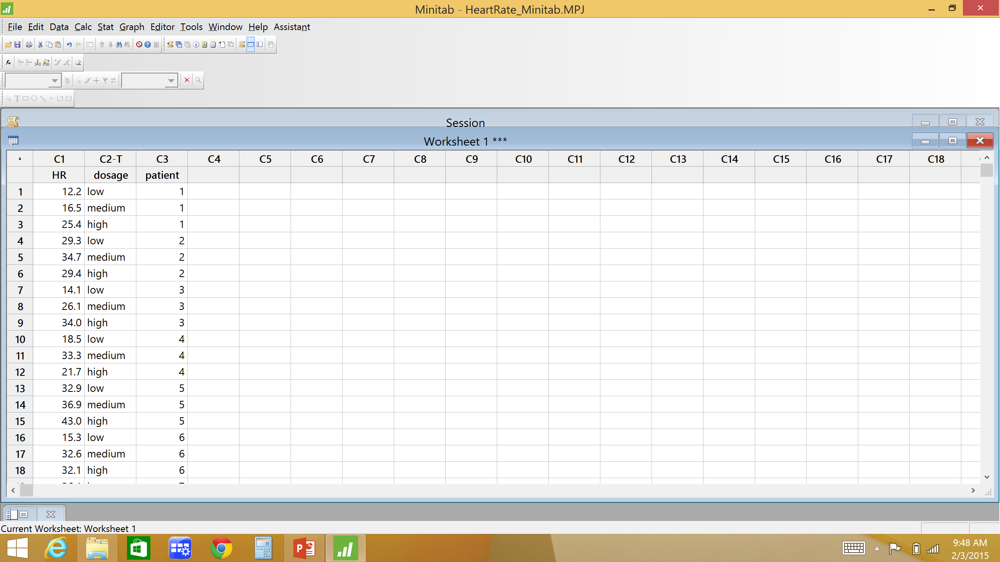 Minitab - HeartRate_Minitab.MPJ
File Edit Data Calc Stat Graph Editor Tools Window Help Assistant
Session
Worksheet 1 ***
C1 C2-T C3 C4 C5 C6 C7 C8 C9 C10 C11 C12 C13 C14 C15 C16 C17 C18
HR dosage patient
1 12.2 low 1
2 16.5 medium 1
3 25.4 high 1
4 29.3 low 2
5 34.7 medium 2
6 29.4 high 2
7 14.1 low 3
8 26.1 medium 3
9 34.0 high 3
10 18.5 low 4
11 33.3 medium 4
12 21.7 high 4
13 32.9 low 5
14 36.9 medium 5
15 43.0 high 5
16 15.3 low 6
17 32.6 medium 6
18 32.1 high 6
Current Worksheet: Worksheet 1
9:48 AM
2/3/2015